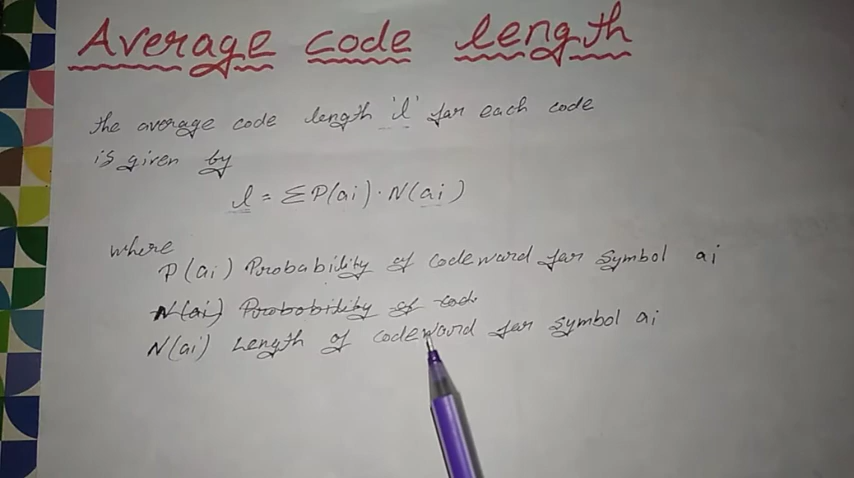 Average code length
the average code length 'l' for each code
is given by
l = ΣP(ai)·N(ai)
where
P(ai) Probability of codeword for symbol ai
N(ai) Probability of code
N(ai) Length of codeword for symbol ai